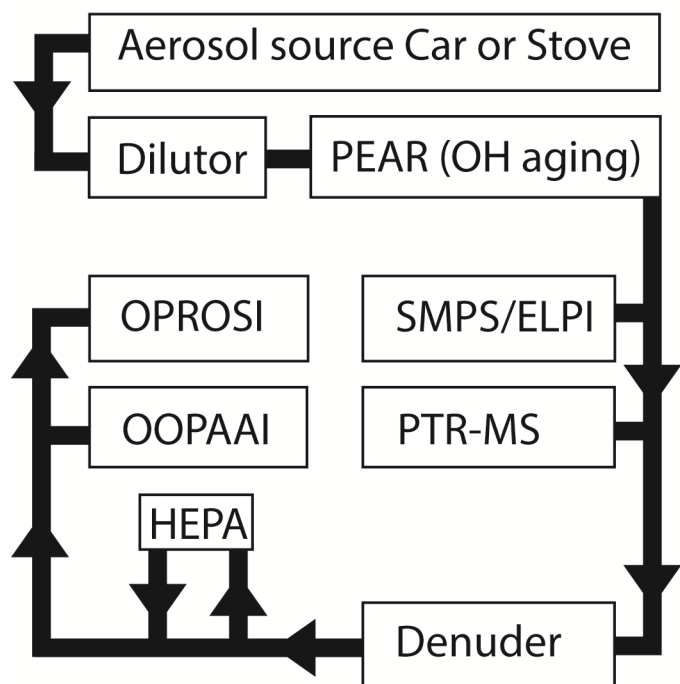 Aerosol source Car or Stove
Dilutor
PEAR (OH aging)
OPROSI
SMPS/ELPI
OOPAAI
PTR-MS
HEPA
Denuder